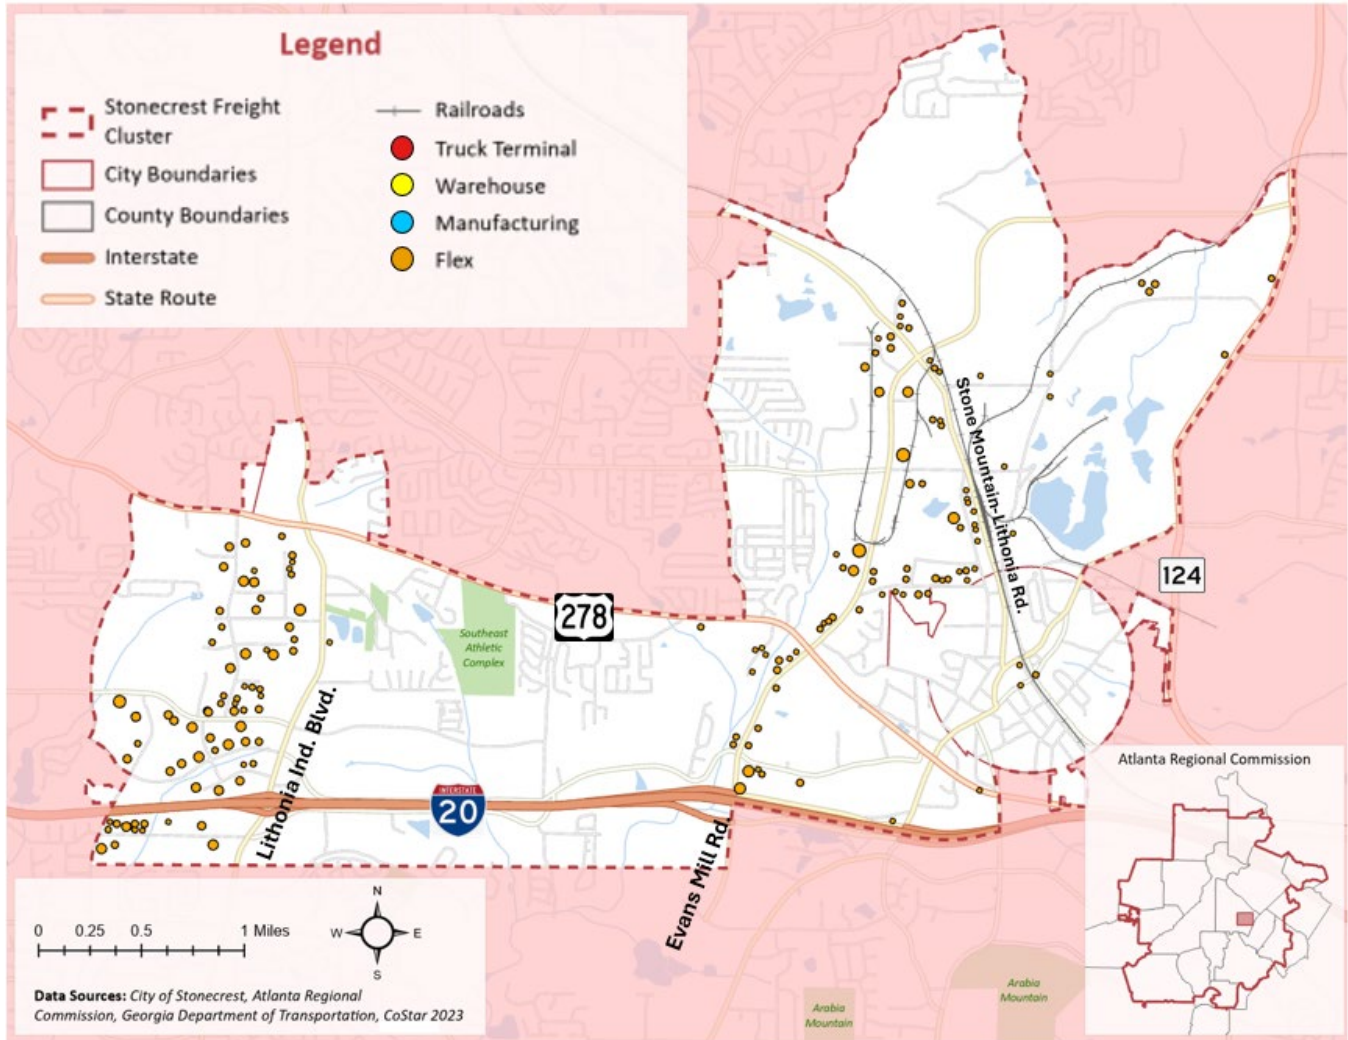 Legend
Stonecrest Freight
Cluster
City Boundaries
County Boundaries
Interstate
State Route
Railroads
Truck Terminal
Warehouse
Manufacturing
Flex
Stone Mountain-Lithonia Rd.
124
278
Southeast
Athletic
Complex
Lithonia Ind. Blvd.
INTERSTATE
20
Evans Mill Rd.
Atlanta Regional Commission
N
W
E
S
0 0.25 0.5 1 Miles
Data Sources: City of Stonecrest, Atlanta Regional
Commission, Georgia Department of Transportation, CoStar 2023
Arabia
Mountain
Arabia
Mountain